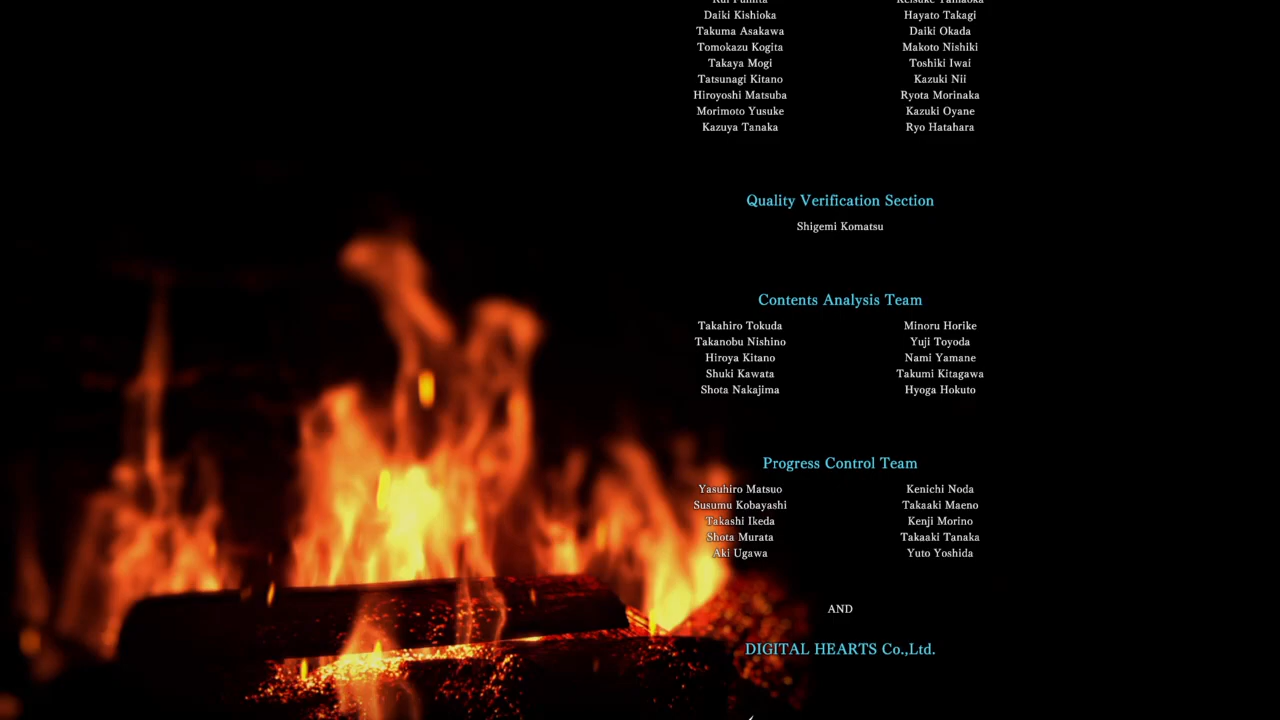 Daiki Kishioka Hayato Takagi
Takuma Asakawa Daiki Okada
Tomokazu Kogita Makoto Nishiki
Takaya Mogi Toshiki Iwai
Tatsunagi Kitano Kazuki Nii
Hiroyoshi Matsuba Ryota Morinaka
Morimoto Yusuke Kazuki Oyane
Kazuya Tanaka Ryo Hatahara
Quality Verification Section
Shigemi Komatsu
Contents Analysis Team
Takahiro Tokuda Minoru Horike
Takanobu Nishino Yuji Toyoda
Hiroya Kitano Nami Yamane
Shuki Kawata Takumi Kitagawa
Shota Nakajima Hyoga Hokuto
Progress Control Team
Yasuhiro Matsuo Kenichi Noda
Susumu Kobayashi Takaaki Maeno
Takashi Ikeda Kenji Morino
Shota Murata Takaaki Tanaka
Aki Ugawa Yuto Yoshida
AND
DIGITAL HEARTS Co.,Ltd.